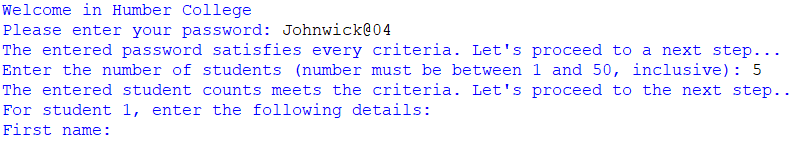 Welcome in Humber College
Please enter your password: Johnwick@04
The entered password satisfies every criteria. Let's proceed to a next step...
Enter the number of students (number must be between 1 and 50, inclusive): 5
The entered student counts meets the criteria. Let's proceed to the next step..
For student 1, enter the following details:
First name: